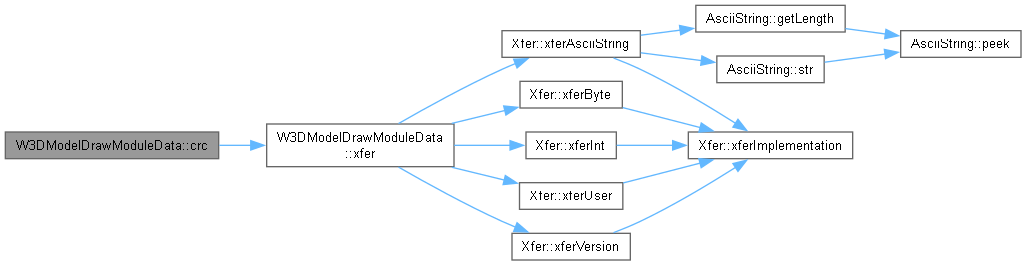 W3DModelDrawModuleData::crc
W3DModelDrawModuleData
::xfer
Xfer::xferAsciiString
Xfer::xferByte
Xfer::xferInt
Xfer::xferUser
Xfer::xferVersion
AsciiString::getLength
AsciiString::str
Xfer::xferImplementation
AsciiString::peek